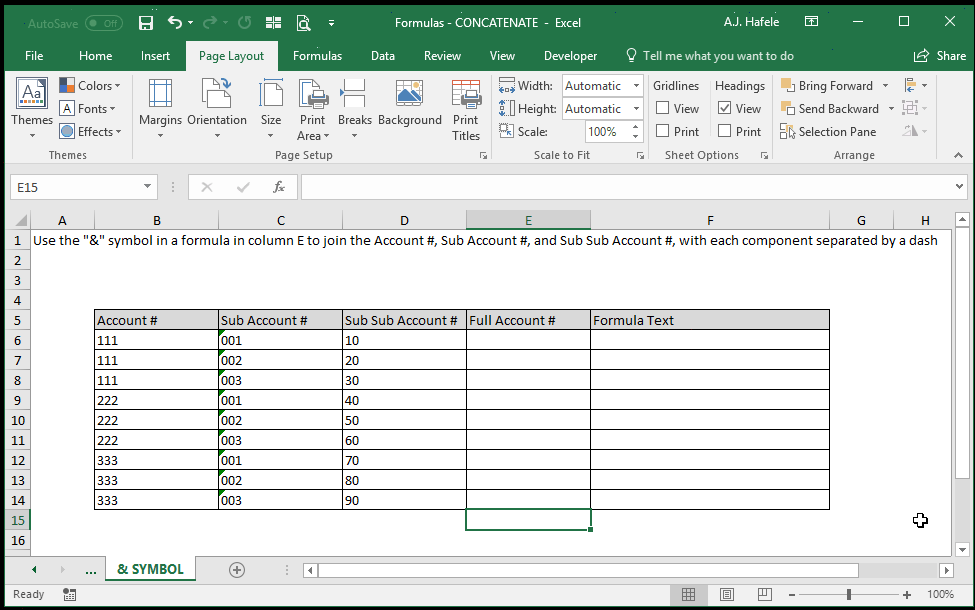 AutoSave Off Formulas - CONCATENATE - Excel A.J. Hafele
File Home Insert Page Layout Formulas Data Review View Developer Tell me what you want to do Share
Aa Colors Width: Automatic Gridlines Headings Bring Forward
Themes A Fonts Margins Orientation Size Print Area Breaks Background Print Titles Height: Automatic View View Send Backward
Effects Scale: 100% Print Print Selection Pane
Themes Page Setup Scale to Fit Sheet Options Arrange
E15 fx
A B C D E F G H
1 Use the "&" symbol in a formula in column E to join the Account #, Sub Account #, and Sub Sub Account #, with each component separated by a dash
2
3
4
5 Account # Sub Account # Sub Sub Account # Full Account # Formula Text
6 111 001 10
7 111 002 20
8 111 003 30
9 222 001 40
10 222 002 50
11 222 003 60
12 333 001 70
13 333 002 80
14 333 003 90
15
16
... & SYMBOL
Ready 100%